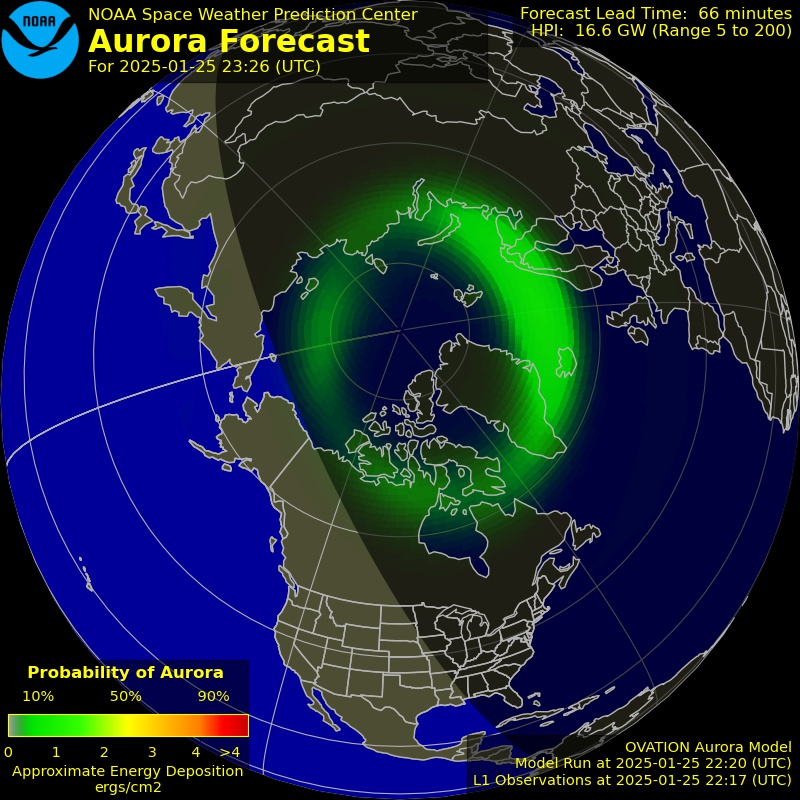 NOAA
NOAA Space Weather Prediction Center
Aurora Forecast
For 2025-01-25 23:26 (UTC)
Forecast Lead Time: 66 minutes
HPI: 16.6 GW (Range 5 to 200)
Probability of Aurora
10% 50% 90%
0 1 2 3 4 >4
Approximate Energy Deposition
ergs/cm2
OVATION Aurora Model
Model Run at 2025-01-25 22:20 (UTC)
L1 Observations at 2025-01-25 22:17 (UTC)